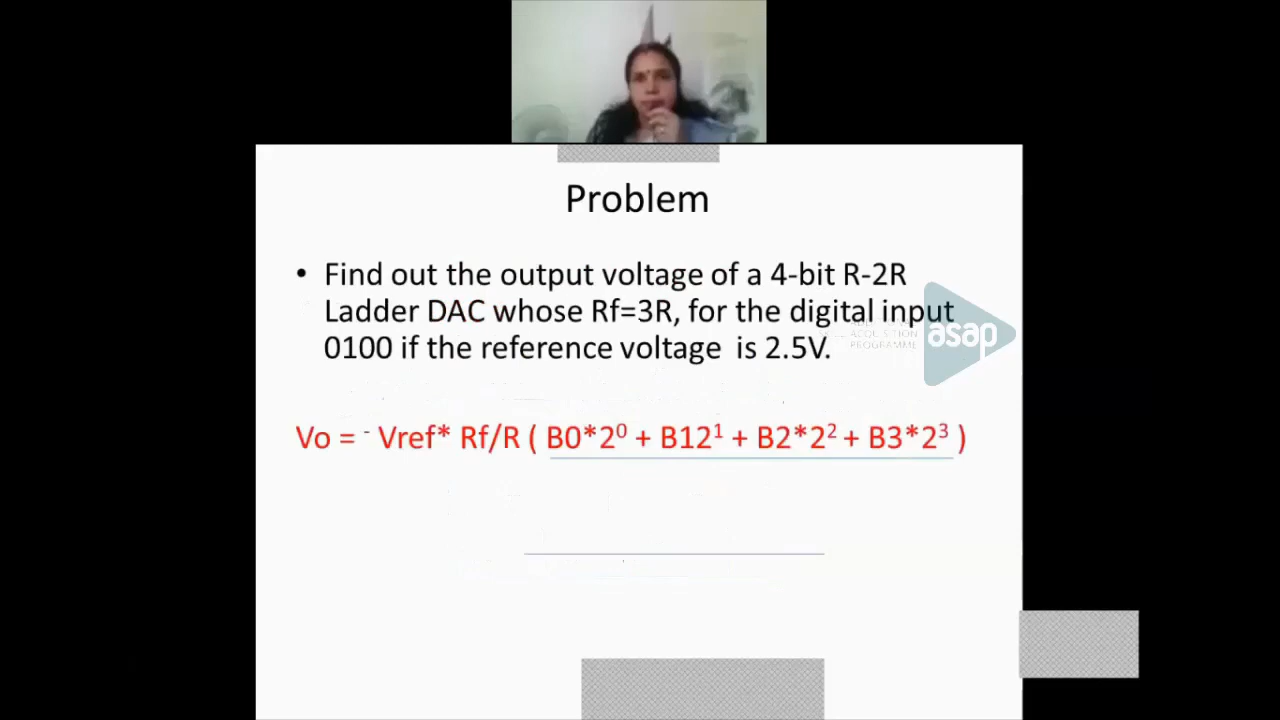 Problem
• Find out the output voltage of a 4-bit R-2R
Ladder DAC whose Rf=3R, for the digital input
0100 if the reference voltage is 2.5V.
ACQUISITION
PROGRAMME
asap
Vo = - Vref* Rf/R ( B0*2⁰ + B12¹ + B2*2² + B3*2³ )